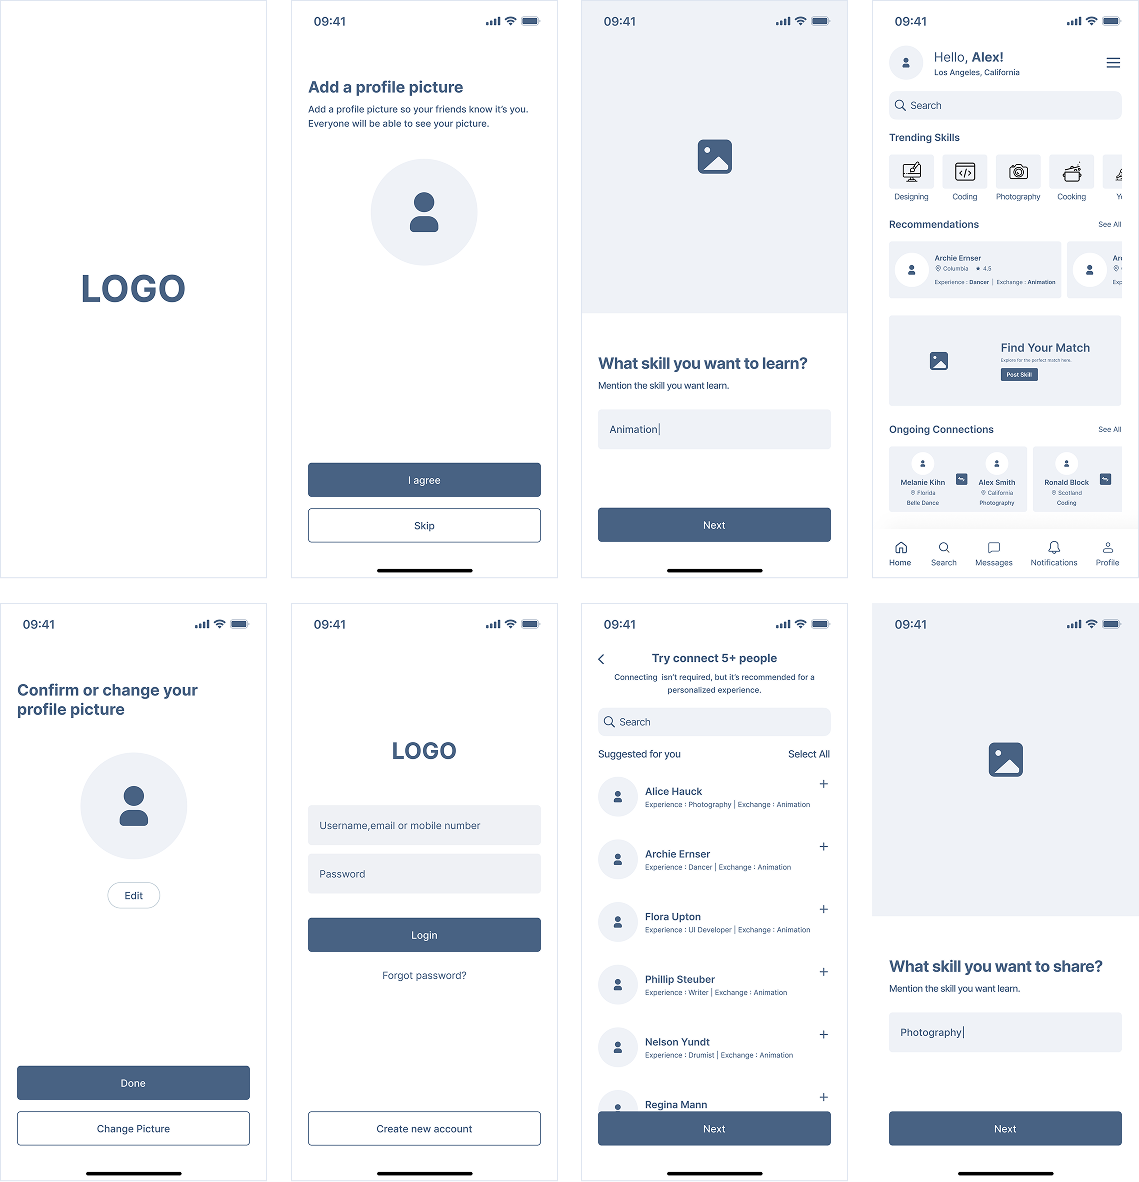 LOGO
09:41
Add a profile picture
Add a profile picture so your friends know it's you.
Everyone will be able to see your picture.
I agree
Skip
09:41
What skill you want to learn?
Mention the skill you want learn.
Animation
Next
09:41
Hello, Alex!
Los Angeles, California
Search
Trending Skills
Designing
Coding
Photography
Cooking
Recommendations
See All
Archie Ernser
Columbia
4.5
Experience : Dancer | Exchange : Animation
Find Your Match
Explore for the perfect match here.
Post Skill
Ongoing Connections
See All
Melanie Kihn
Florida
Belle Dance
Alex Smith
California
Photography
Ronald Block
Scotland
Coding
Home
Search
Messages
Notifications
Profile
09:41
Confirm or change your
profile picture
Edit
Done
Change Picture
09:41
LOGO
Username,email or mobile number
Password
Login
Forgot password?
Create new account
09:41
Try connect 5+ people
Connecting isn't required, but it's recommended for a
personalized experience.
Search
Suggested for you
Select All
Alice Hauck
Experience : Photography | Exchange : Animation
Archie Ernser
Experience : Dancer | Exchange : Animation
Flora Upton
Experience : UI Developer | Exchange : Animation
Phillip Steuber
Experience : Writer | Exchange : Animation
Nelson Yundt
Experience : Drumist | Exchange : Animation
Regina Mann
Next
09:41
What skill you want to share?
Mention the skill you want learn.
Photography
Next